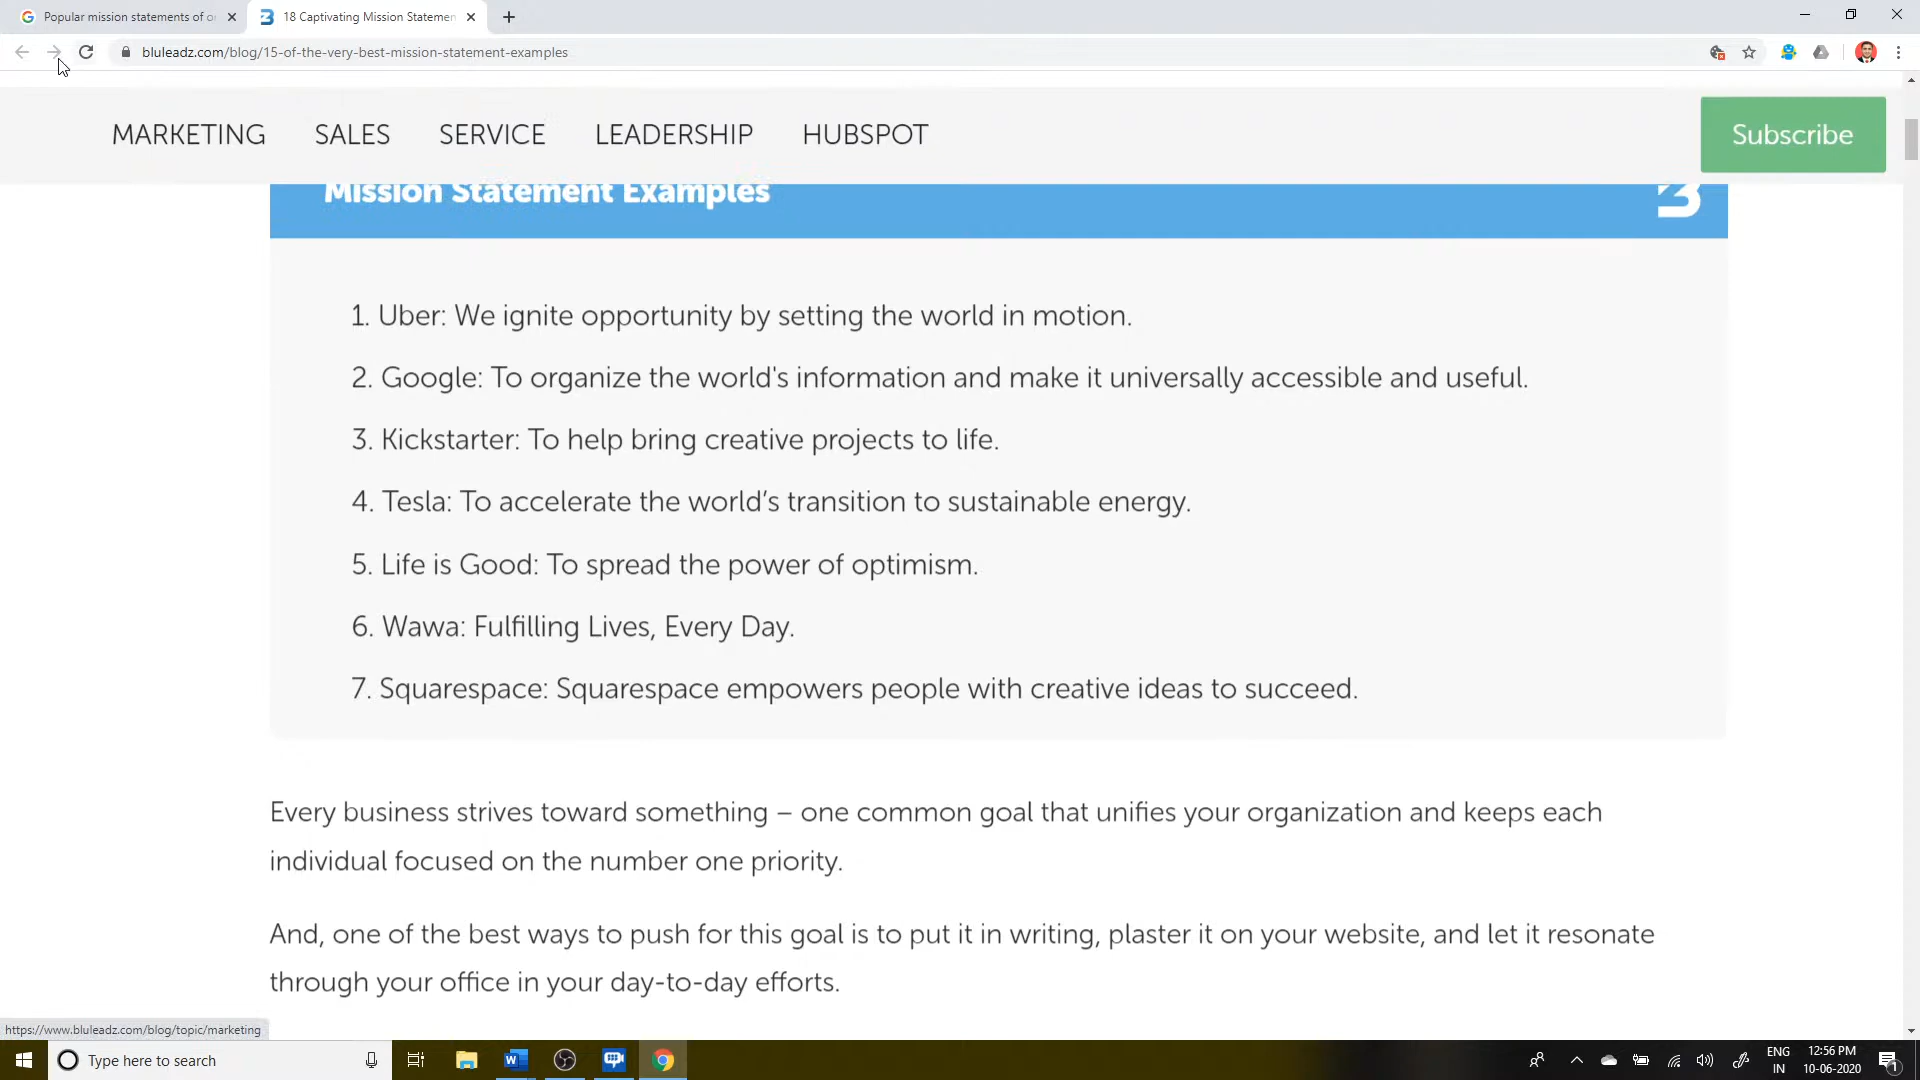 Popular mission statements of o
18 Captivating Mission Statemen
bluleadz.com/blog/15-of-the-very-best-mission-statement-examples
MARKETING SALES SERVICE LEADERSHIP HUBSPOT Subscribe
Mission Statement Examples
1. Uber: We ignite opportunity by setting the world in motion.
2. Google: To organize the world's information and make it universally accessible and useful.
3. Kickstarter: To help bring creative projects to life.
4. Tesla: To accelerate the world’s transition to sustainable energy.
5. Life is Good: To spread the power of optimism.
6. Wawa: Fulfilling Lives, Every Day.
7. Squarespace: Squarespace empowers people with creative ideas to succeed.
Every business strives toward something – one common goal that unifies your organization and keeps each
individual focused on the number one priority.
And, one of the best ways to push for this goal is to put it in writing, plaster it on your website, and let it resonate
through your office in your day-to-day efforts.
https://www.bluleadz.com/blog/topic/marketing
Type here to search
ENG
IN
12:56 PM
10-06-2020
1